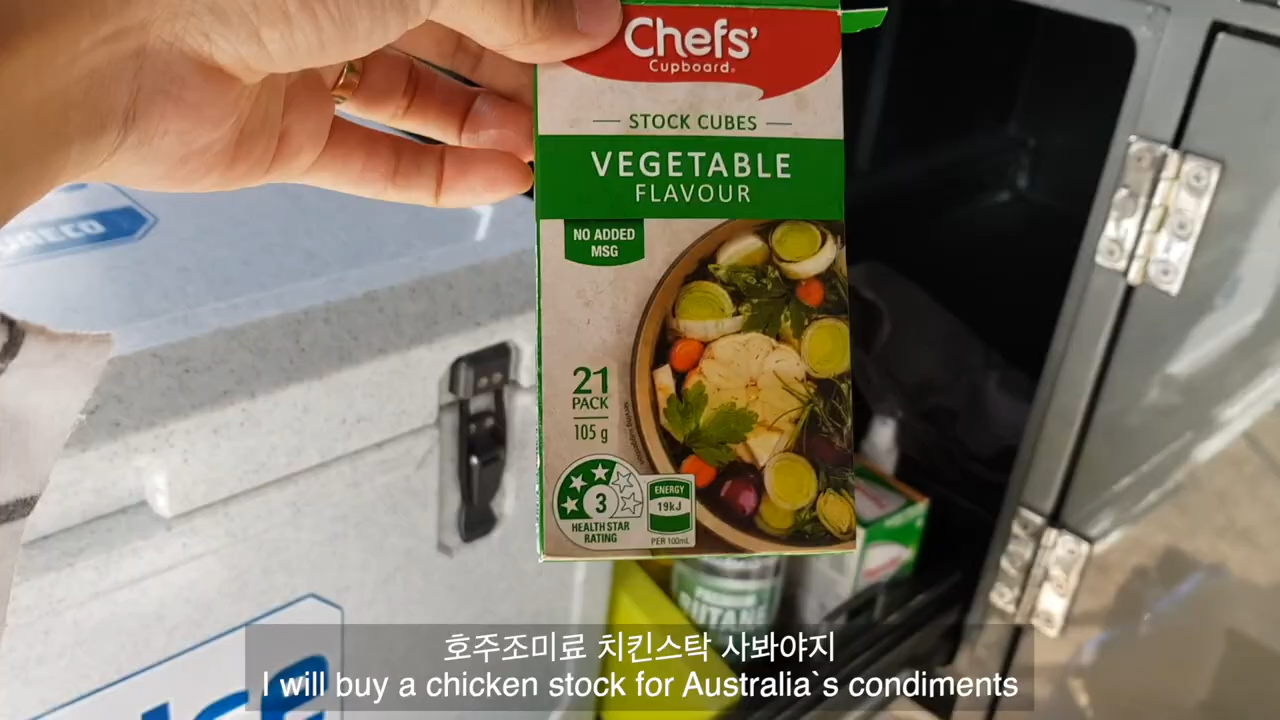 Chefs'
Cupboard.
STOCK CUBES
VEGETABLE
FLAVOUR
NO ADDED
MSG
21
PACK
105 g
3
HEALTH STAR
RATING
ENERGY
19kJ
PER 100mL
BUTANE
호주조미료 치킨스탁 사봐야지
I will buy a chicken stock for Australia`s condiments